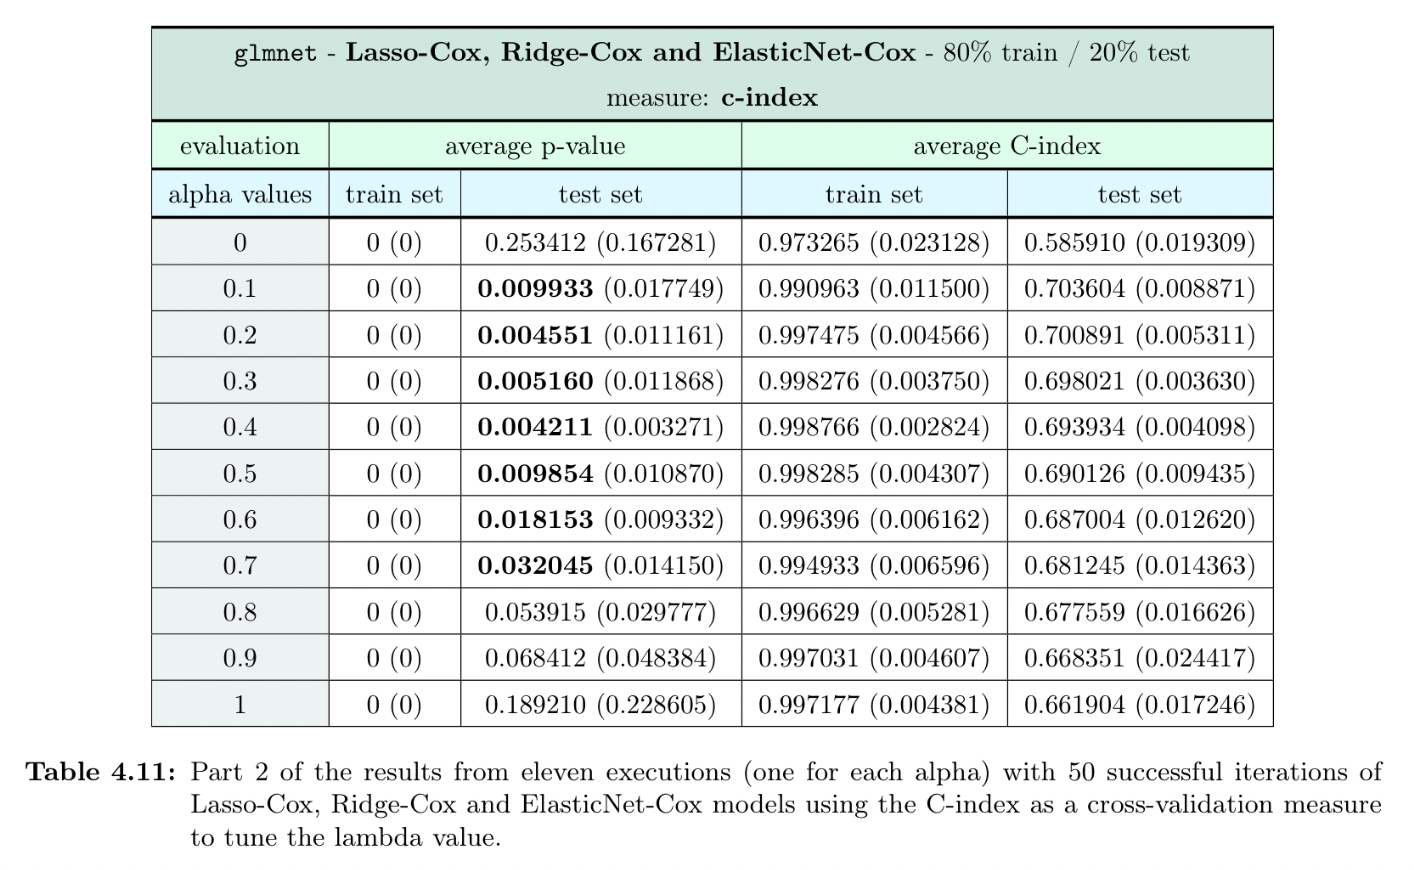 glmnet - Lasso-Cox, Ridge-Cox and ElasticNet-Cox - 80% train / 20% test
measure: c-index
evaluation average p-value average C-index
alpha values train set test set train set test set
0 0 (0) 0.253412 (0.167281) 0.973265 (0.023128) 0.585910 (0.019309)
0.1 0 (0) 0.009933 (0.017749) 0.990963 (0.011500) 0.703604 (0.008871)
0.2 0 (0) 0.004551 (0.011161) 0.997475 (0.004566) 0.700891 (0.005311)
0.3 0 (0) 0.005160 (0.011868) 0.998276 (0.003750) 0.698021 (0.003630)
0.4 0 (0) 0.004211 (0.003271) 0.998766 (0.002824) 0.693934 (0.004098)
0.5 0 (0) 0.009854 (0.010870) 0.998285 (0.004307) 0.690126 (0.009435)
0.6 0 (0) 0.018153 (0.009332) 0.996396 (0.006162) 0.687004 (0.012620)
0.7 0 (0) 0.032045 (0.014150) 0.994933 (0.006596) 0.681245 (0.014363)
0.8 0 (0) 0.053915 (0.029777) 0.996629 (0.005281) 0.677559 (0.016626)
0.9 0 (0) 0.068412 (0.048384) 0.997031 (0.004607) 0.668351 (0.024417)
1 0 (0) 0.189210 (0.228605) 0.997177 (0.004381) 0.661904 (0.017246)
Table 4.11: Part 2 of the results from eleven executions (one for each alpha) with 50 successful iterations of
Lasso-Cox, Ridge-Cox and ElasticNet-Cox models using the C-index as a cross-validation measure
to tune the lambda value.